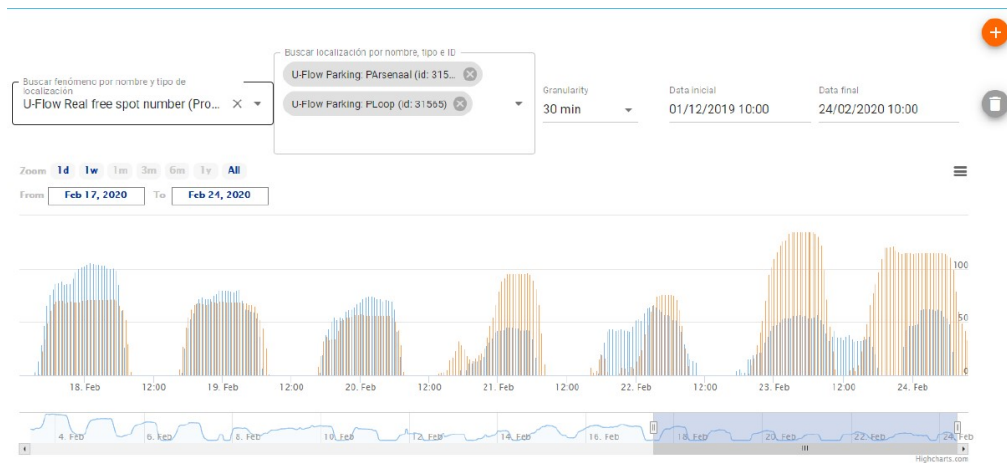 Buscar fenómeno por nombre y tipo de
localización
U-Flow Real free spot number (Pro...
Buscar localización por nombre, tipo e ID
U-Flow Parking: PArsenaal (id: 315...
U-Flow Parking: PLoop (id: 31565)
Granularity
30 min
Data inicial
01/12/2019 10:00
Data final
24/02/2020 10:00
Zoom 1d 1w 1m 3m 6m 1y All
From Feb 17, 2020 To Feb 24, 2020
100
50
0
18. Feb 12:00 19. Feb 12:00 20. Feb 12:00 21. Feb 12:00 22. Feb 12:00 23. Feb 12:00 24. Feb
4. Feb 6. Feb 8. Feb 10. Feb 12. Feb 14. Feb 16. Feb 18. Feb 20. Feb 22. Feb 24. Feb
Highcharts.com